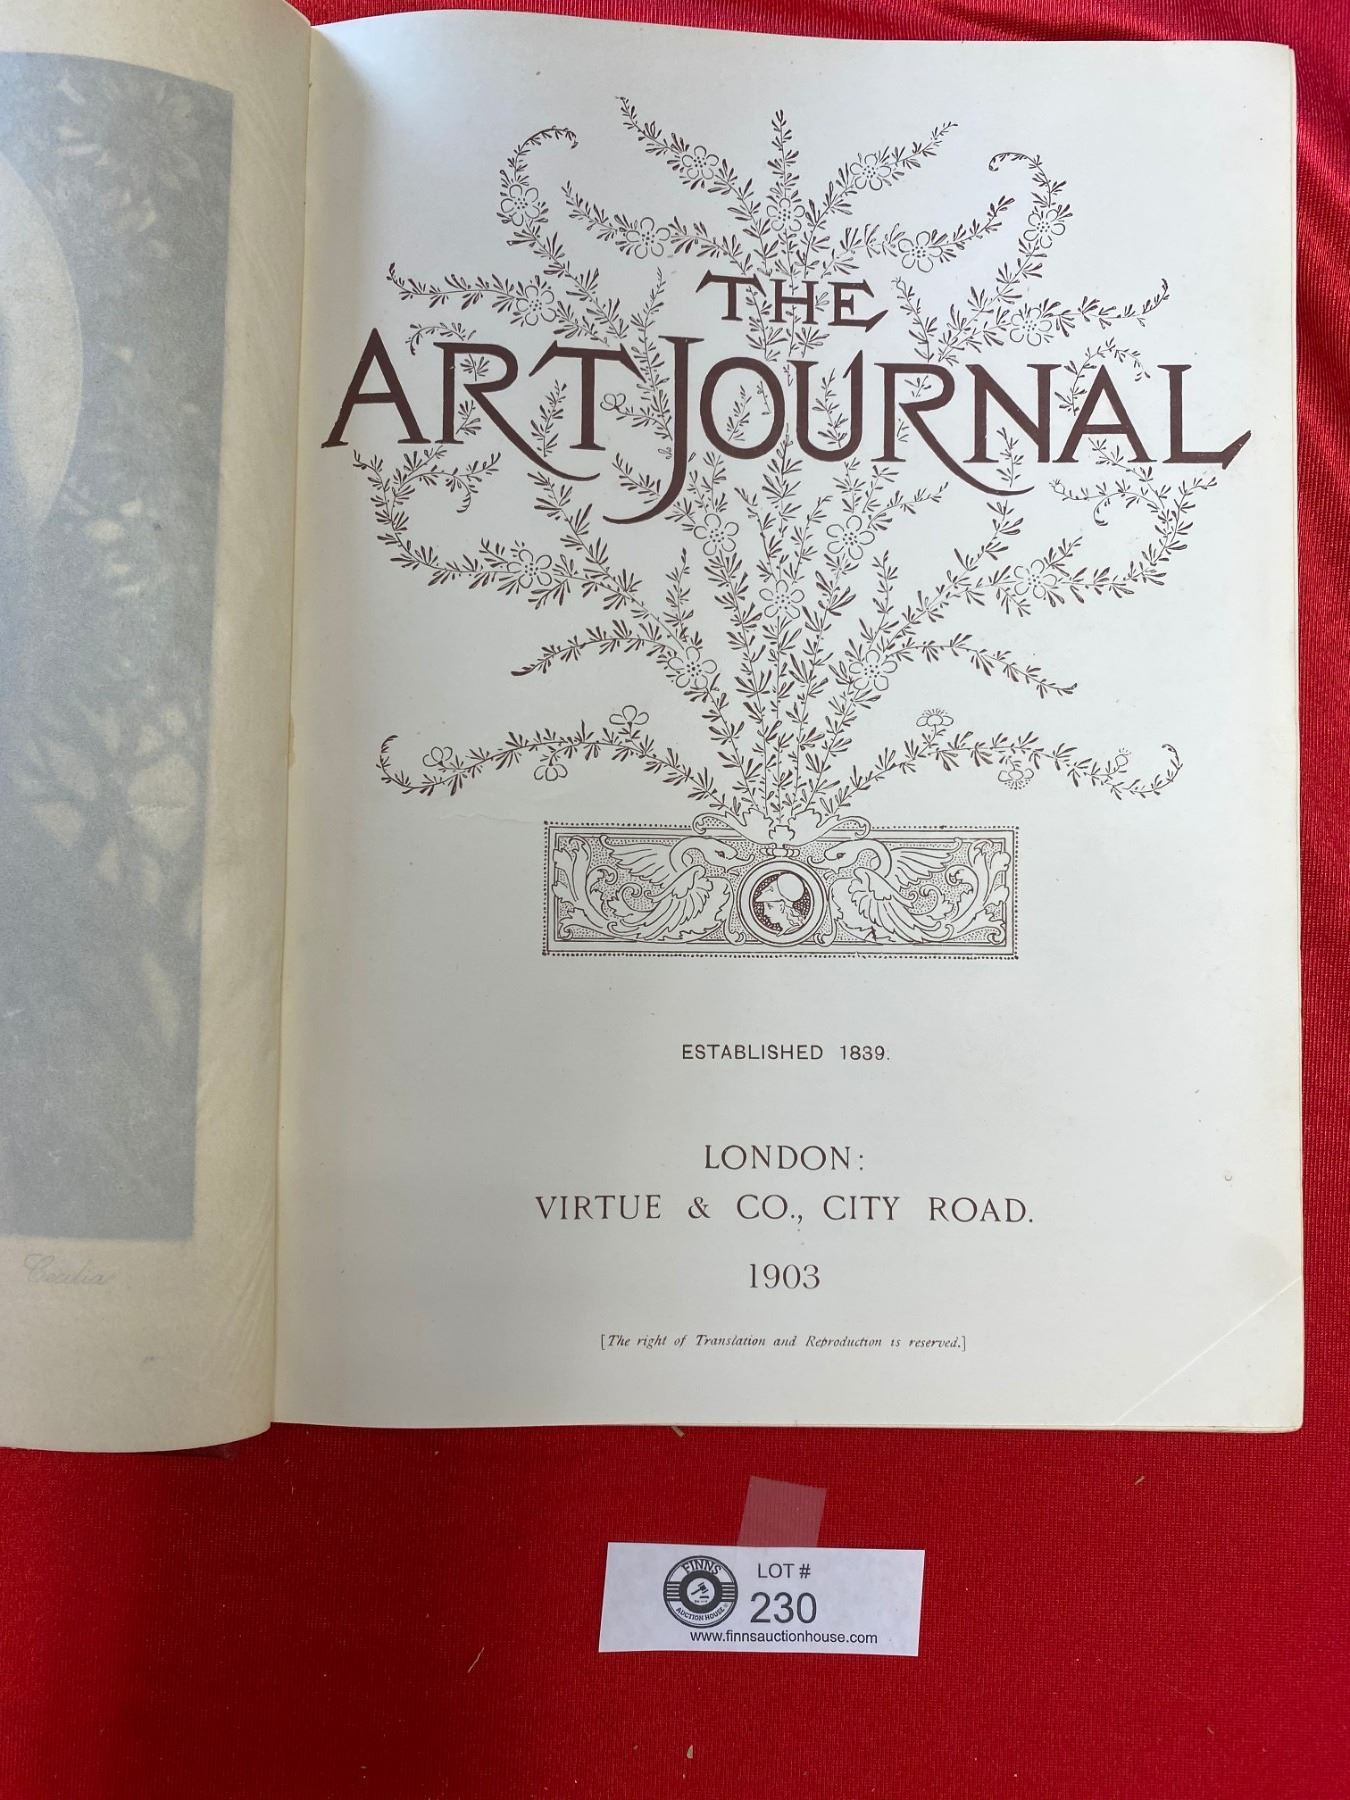 THE
ART JOURNAL
ESTABLISHED 1839.
LONDON:
VIRTUE & CO., CITY ROAD.
1903
[The right of Translation and Reproduction is reserved.]
Cecilia
FINNS
AUCTION HOUSE
LOT #
230
www.finnsauctionhouse.com